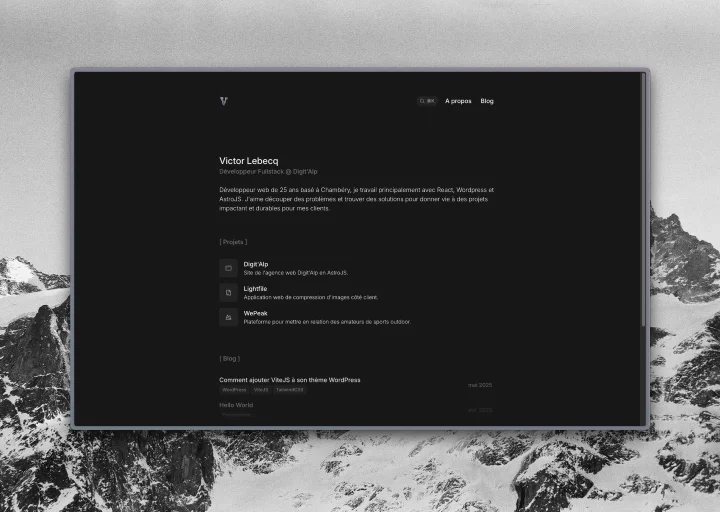 V
⌘K
A propos
Blog
Victor Lebecq
Développeur Fullstack @ Digit'Alp
Développeur web de 25 ans basé à Chambéry, je travail principalement avec React, Wordpress et
AstroJS. J'aime découper des problèmes et trouver des solutions pour donner vie à des projets
impactant et durables pour mes clients.
[ Projets ]
Digit'Alp
Site de l'agence web Digit'Alp en AstroJS.
Lightfile
Application web de compression d'images côté client.
WePeak
Plateforme pour mettre en relation des amateurs de sports outdoor.
[ Blog ]
Comment ajouter ViteJS à son thème WordPress
mai 2025
WordPress ViteJS TailwindCSS
Hello World